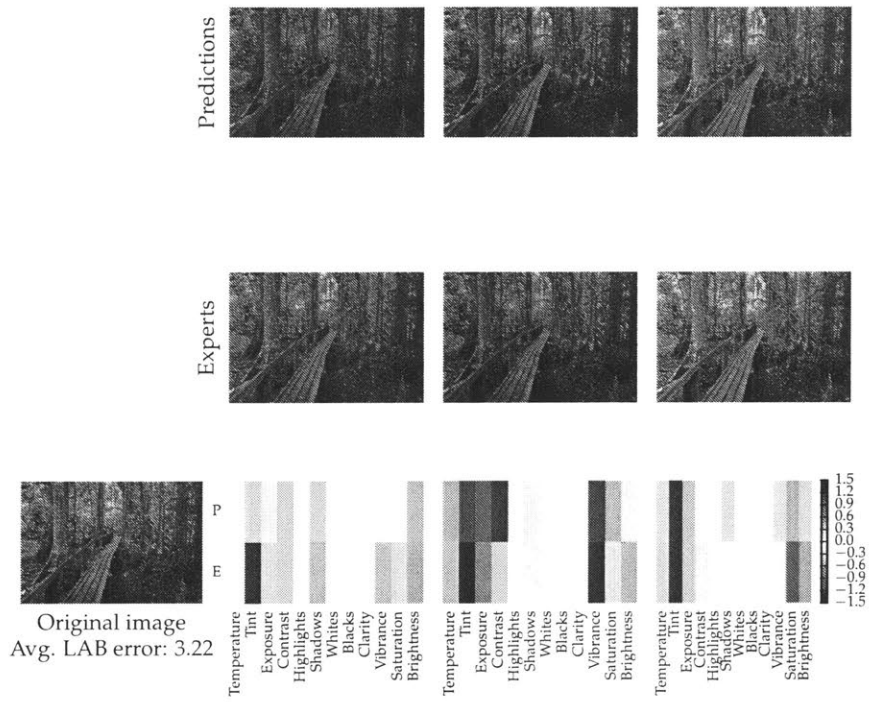 Predictions
Experts
P
E
1.5
1.2
0.9
0.6
0.3
0.0
−0.3
−0.6
−0.9
−1.2
−1.5
Original image
Avg. LAB error: 3.22
Temperature
Tint
Exposure
Contrast
Highlights
Shadows
Whites
Blacks
Clarity
Vibrance
Saturation
Brightness
Temperature
Tint
Exposure
Contrast
Highlights
Shadows
Whites
Blacks
Clarity
Vibrance
Saturation
Brightness
Temperature
Tint
Exposure
Contrast
Highlights
Shadows
Whites
Blacks
Clarity
Vibrance
Saturation
Brightness